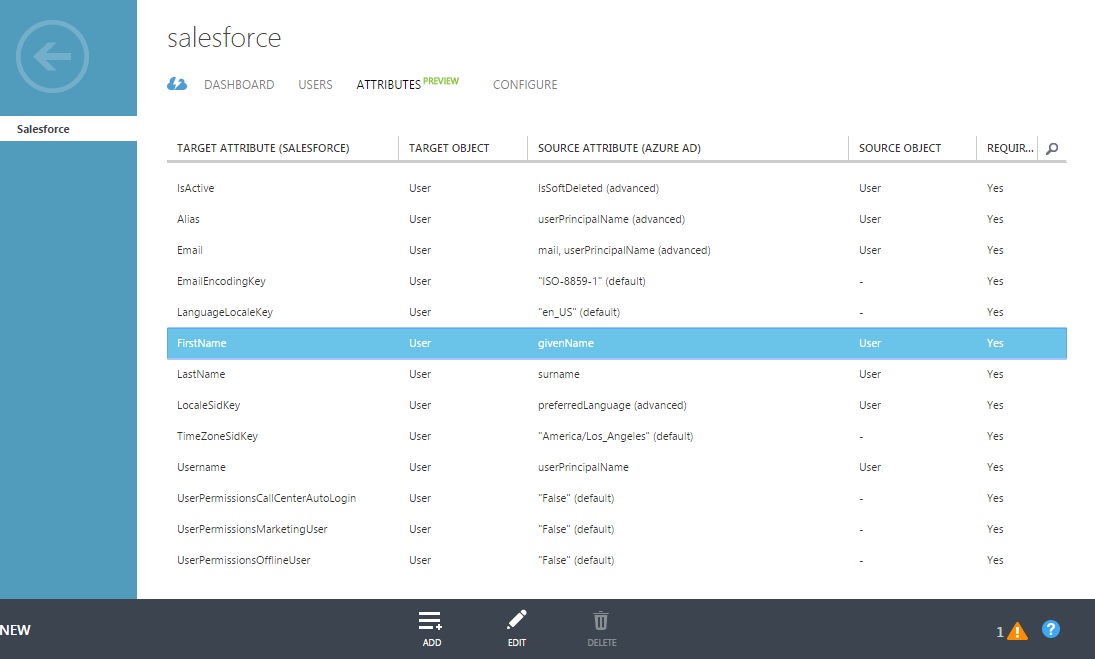 salesforce
DASHBOARD USERS ATTRIBUTES PREVIEW CONFIGURE
Salesforce
TARGET ATTRIBUTE (SALESFORCE) TARGET OBJECT SOURCE ATTRIBUTE (AZURE AD) SOURCE OBJECT REQUIR...
IsActive User IsSoftDeleted (advanced) User Yes
Alias User userPrincipalName (advanced) User Yes
Email User mail, userPrincipalName (advanced) User Yes
EmailEncodingKey User "ISO-8859-1" (default) - Yes
LanguageLocaleKey User "en_US" (default) - Yes
FirstName User givenName User Yes
LastName User surname User Yes
LocaleSidKey User preferredLanguage (advanced) User Yes
TimeZoneSidKey User "America/Los_Angeles" (default) - Yes
Username User userPrincipalName User Yes
UserPermissionsCallCenterAutoLogin User "False" (default) - Yes
UserPermissionsMarketingUser User "False" (default) - Yes
UserPermissionsOfflineUser User "False" (default) - Yes
NEW ADD EDIT DELETE 1 ! ?